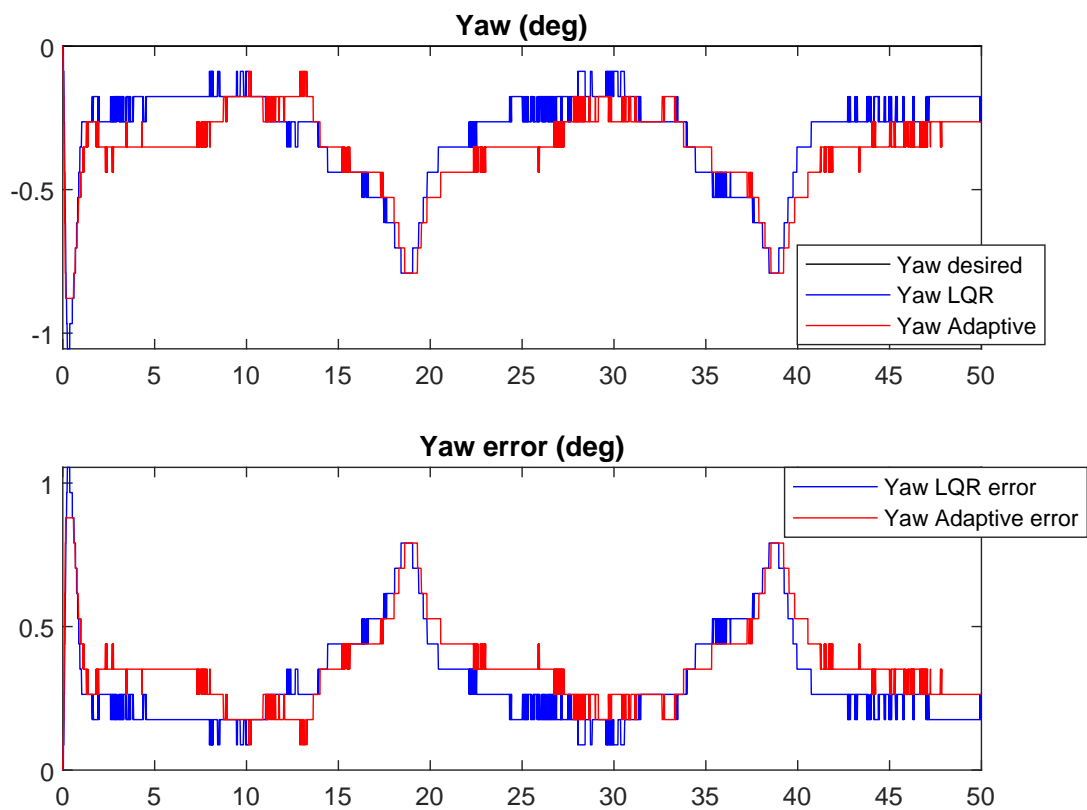 Yaw (deg)
0
-0.5
-1
Yaw desired
Yaw LQR
Yaw Adaptive
0 5 10 15 20 25 30 35 40 45 50
Yaw error (deg)
1
0.5
0
Yaw LQR error
Yaw Adaptive error
0 5 10 15 20 25 30 35 40 45 50